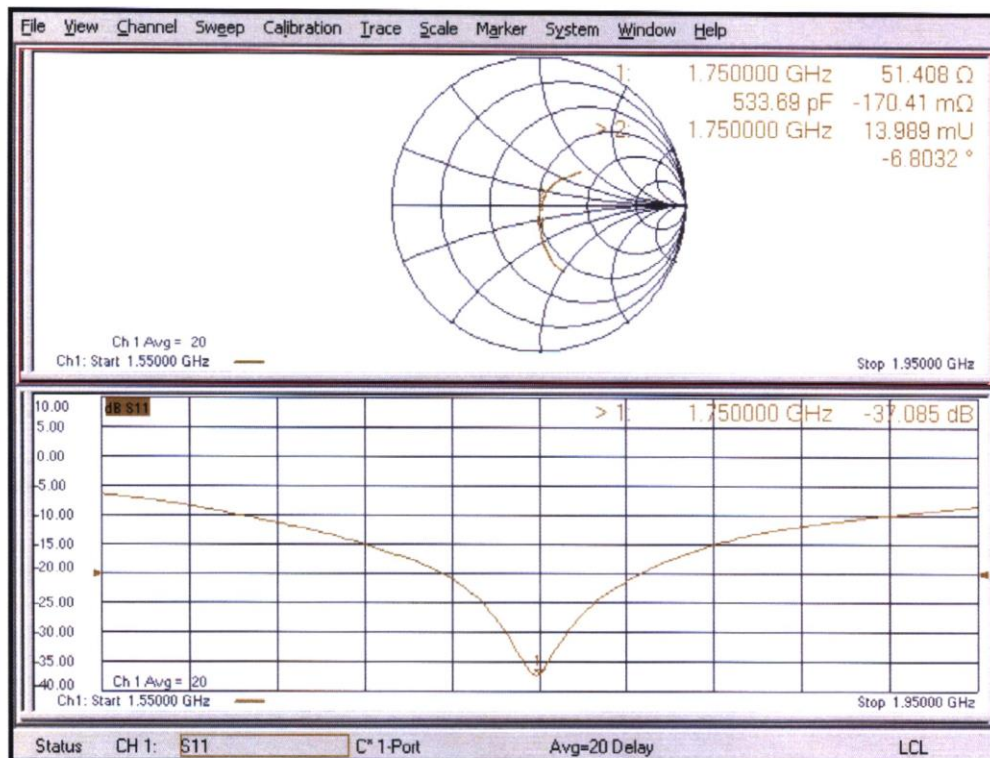 File View Channel Sweep Calibration Trace Scale Marker System Window Help
1: 1.750000 GHz 51.408 Ω
533.69 pF -170.41 mΩ
> 2: 1.750000 GHz 13.989 mU
-6.8032 °
Ch 1 Avg = 20
Ch1: Start 1.55000 GHz
Stop 1.95000 GHz
10.00
dB S11
> 1: 1.750000 GHz -37.085 dB
5.00
0.00
-5.00
-10.00
-15.00
-20.00
-25.00
-30.00
-35.00
1
-40.00
Ch 1 Avg = 20
Ch1: Start 1.55000 GHz
Stop 1.95000 GHz
Status CH 1: S11 C* 1-Port Avg=20 Delay LCL